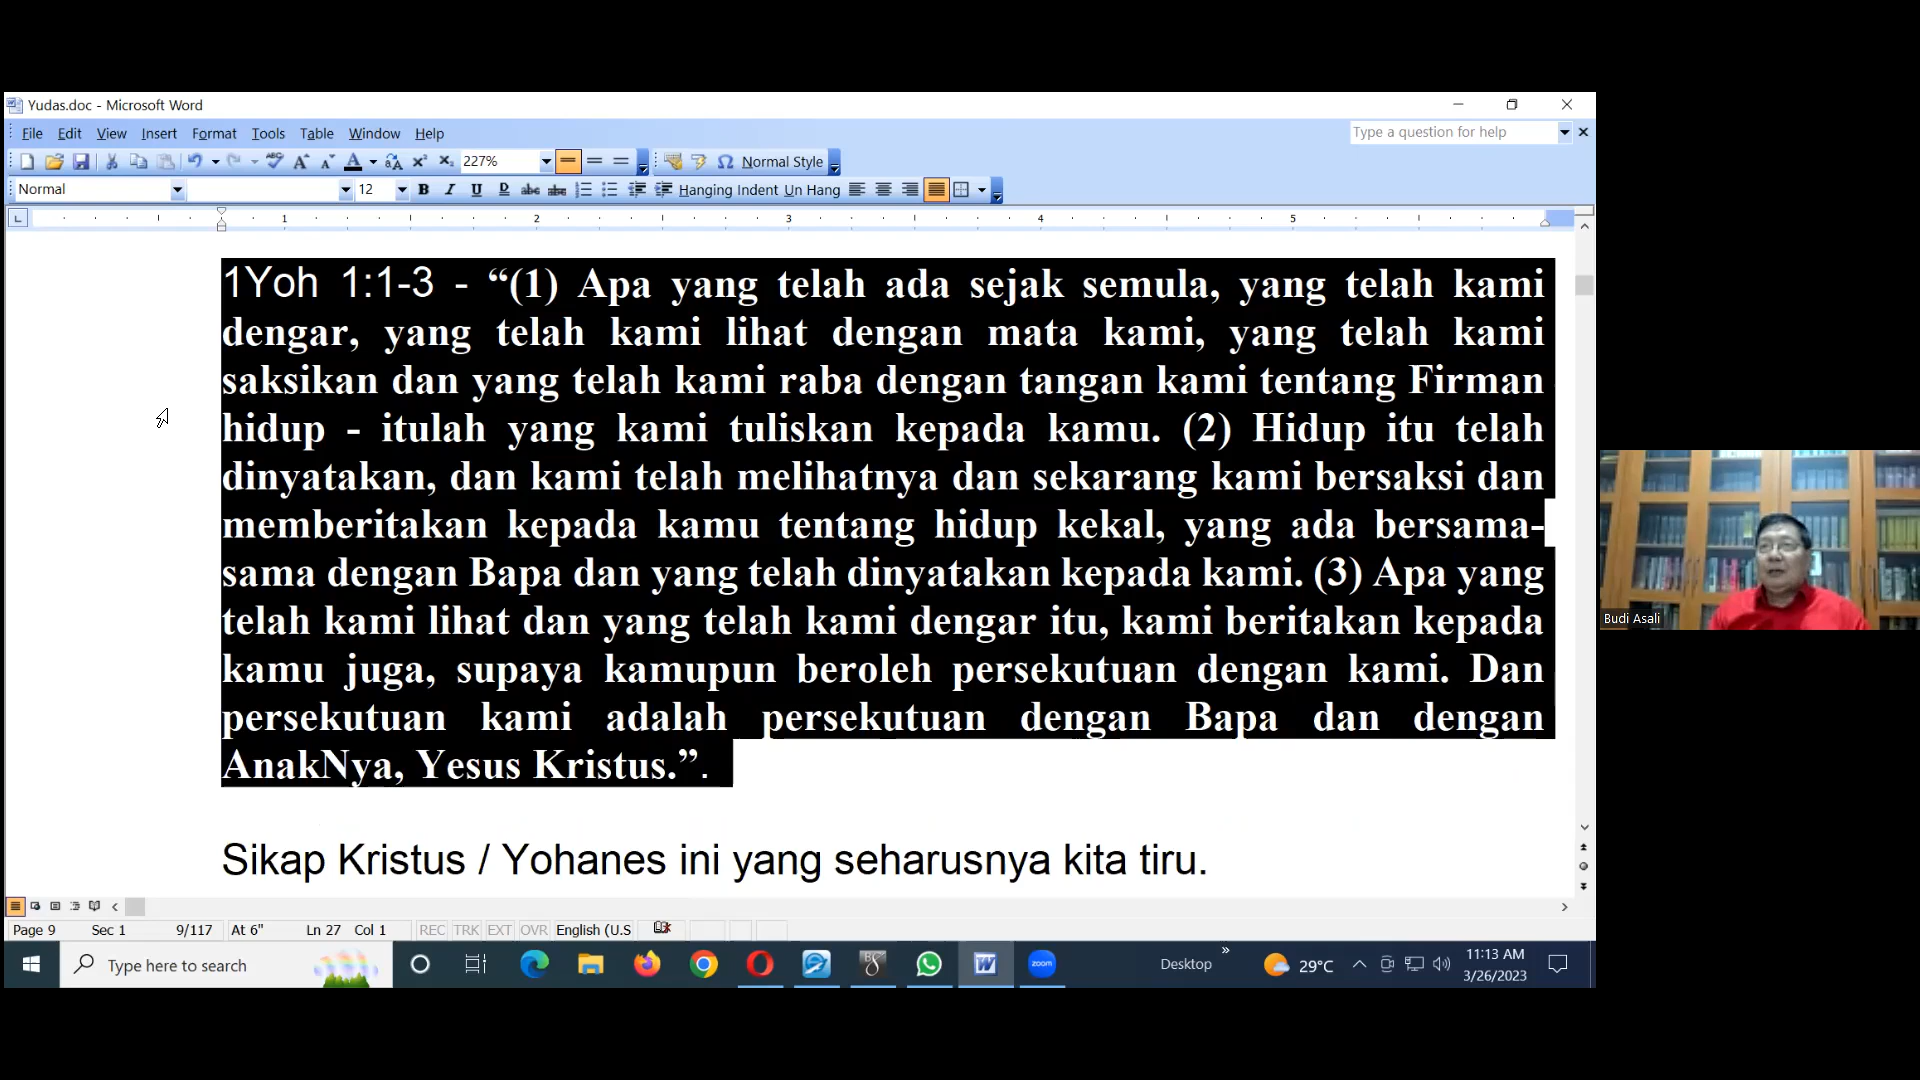 Yudas.doc - Microsoft Word
File Edit View Insert Format Tools Table Window Help
Type a question for help
227%
Normal Style
Normal
12
Hanging Indent Un Hang
1 2 3 4 5
1Yoh 1:1-3 - “(1) Apa yang telah ada sejak semula, yang telah kami
dengar, yang telah kami lihat dengan mata kami, yang telah kami
saksikan dan yang telah kami raba dengan tangan kami tentang Firman
hidup - itulah yang kami tuliskan kepada kamu. (2) Hidup itu telah
dinyatakan, dan kami telah melihatnya dan sekarang kami bersaksi dan
memberitakan kepada kamu tentang hidup kekal, yang ada bersama-
sama dengan Bapa dan yang telah dinyatakan kepada kami. (3) Apa yang
telah kami lihat dan yang telah kami dengar itu, kami beritakan kepada
kamu juga, supaya kamupun beroleh persekutuan dengan kami. Dan
persekutuan kami adalah persekutuan dengan Bapa dan dengan
AnakNya, Yesus Kristus.”.
Budi Asali
Sikap Kristus / Yohanes ini yang seharusnya kita tiru.
Page 9 Sec 1 9/117 At 6" Ln 27 Col 1 REC TRK EXT OVR English (U.S
Type here to search
zoom
Desktop
29°C
11:13 AM
3/26/2023